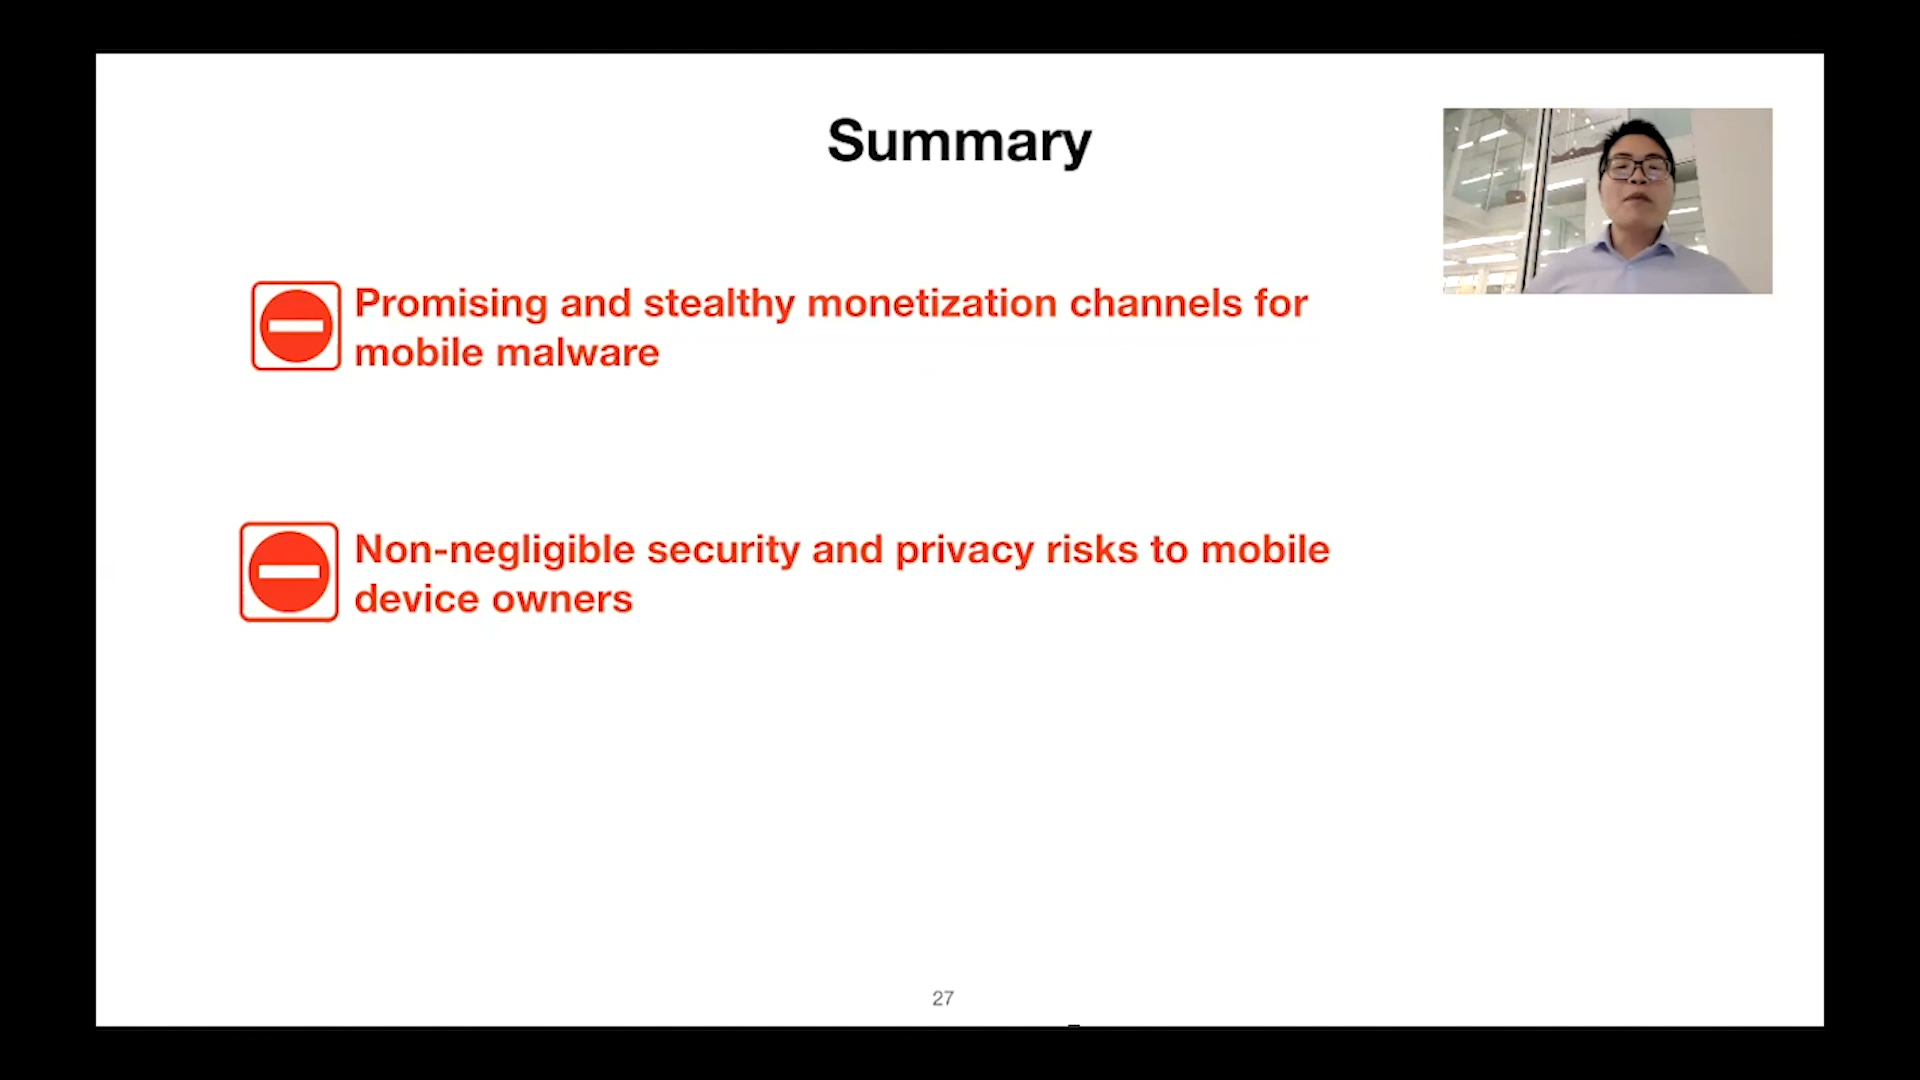 Summary
Promising and stealthy monetization channels for
mobile malware
Non-negligible security and privacy risks to mobile
device owners
27